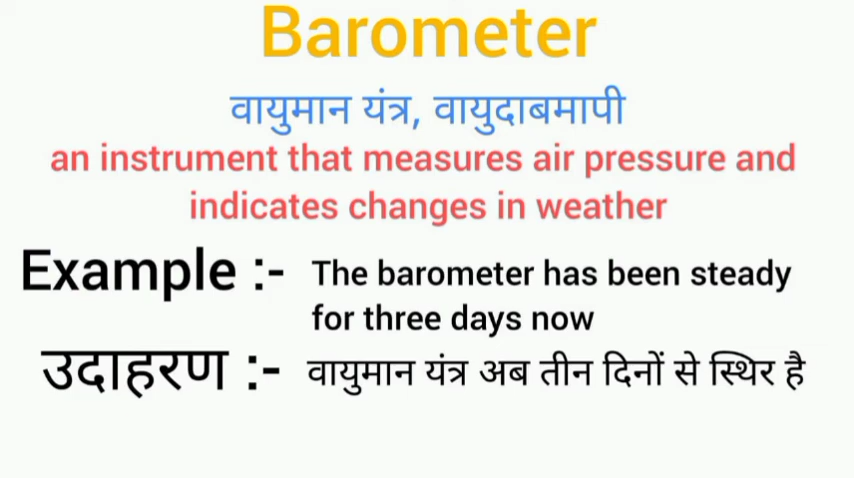 Barometer
वायुमान यंत्र, वायुदाबमापी
an instrument that measures air pressure and
indicates changes in weather
Example :- The barometer has been steady
for three days now
उदाहरण :- वायुमान यंत्र अब तीन दिनों से स्थिर है